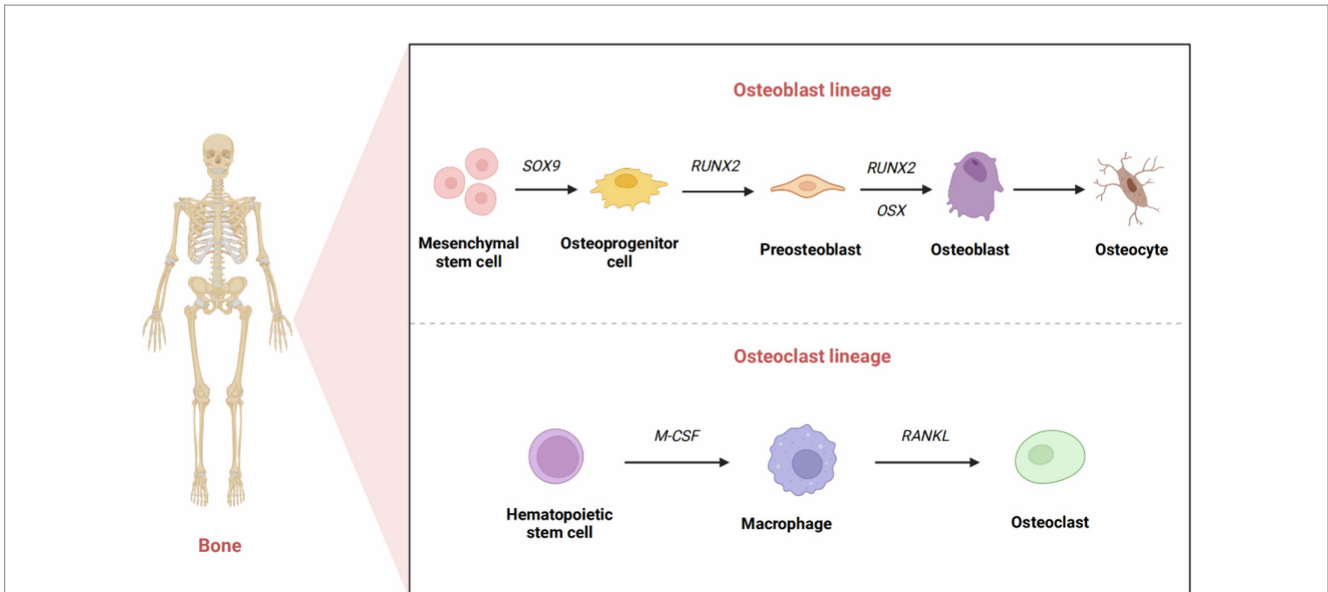 Osteoblast lineage
SOX9
RUNX2
RUNX2
OSX
Mesenchymal
stem cell
Osteoprogenitor
cell
Preosteoblast
Osteoblast
Osteocyte
Osteoclast lineage
M-CSF
RANKL
Hematopoietic
stem cell
Macrophage
Osteoclast
Bone